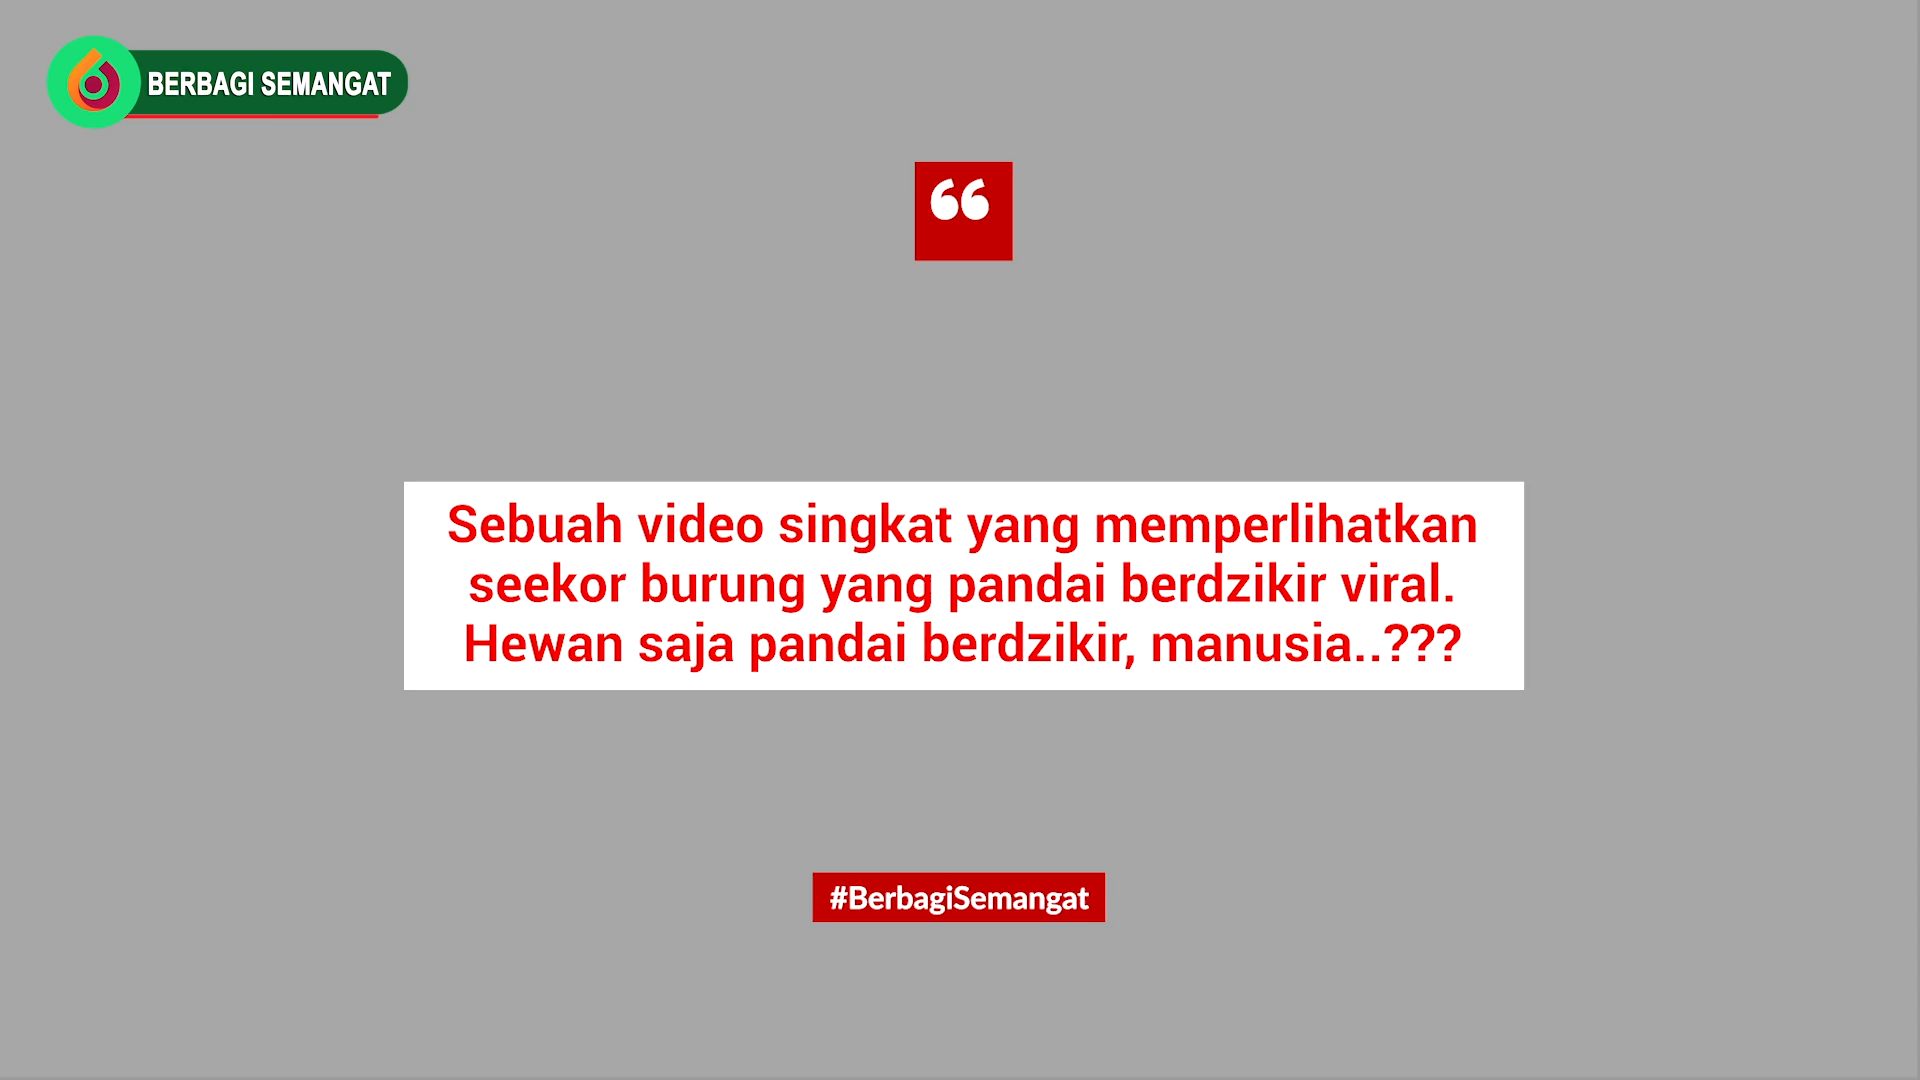 BERBAGI SEMANGAT
“
Sebuah video singkat yang memperlihatkan
seekor burung yang pandai berdzikir viral.
Hewan saja pandai berdzikir, manusia..???
#BerbagiSemangat